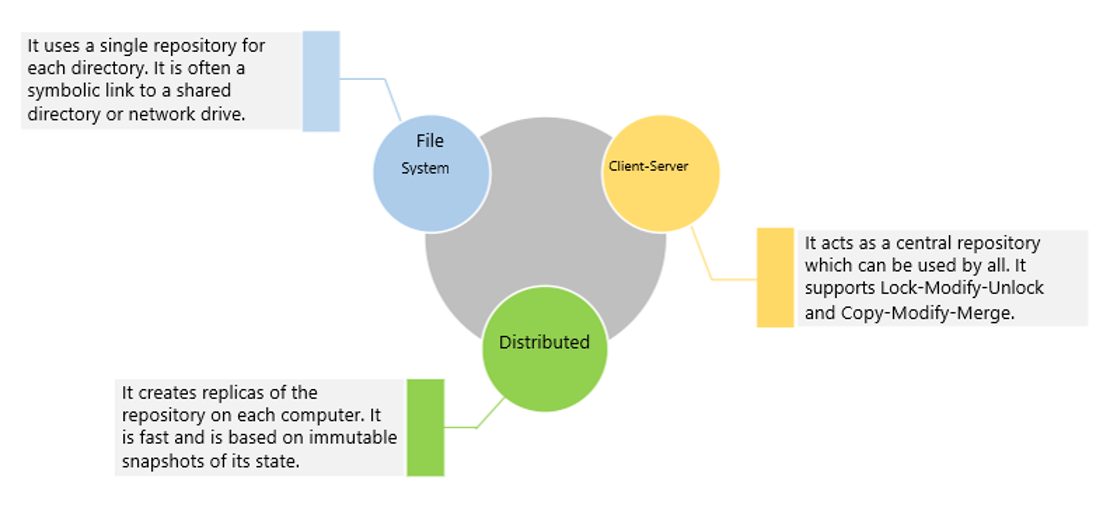 It uses a single repository for
each directory. It is often a
symbolic link to a shared
directory or network drive.
File
System
Client-Server
It acts as a central repository
which can be used by all. It
supports Lock-Modify-Unlock
and Copy-Modify-Merge.
Distributed
It creates replicas of the
repository on each computer. It
is fast and is based on immutable
snapshots of its state.